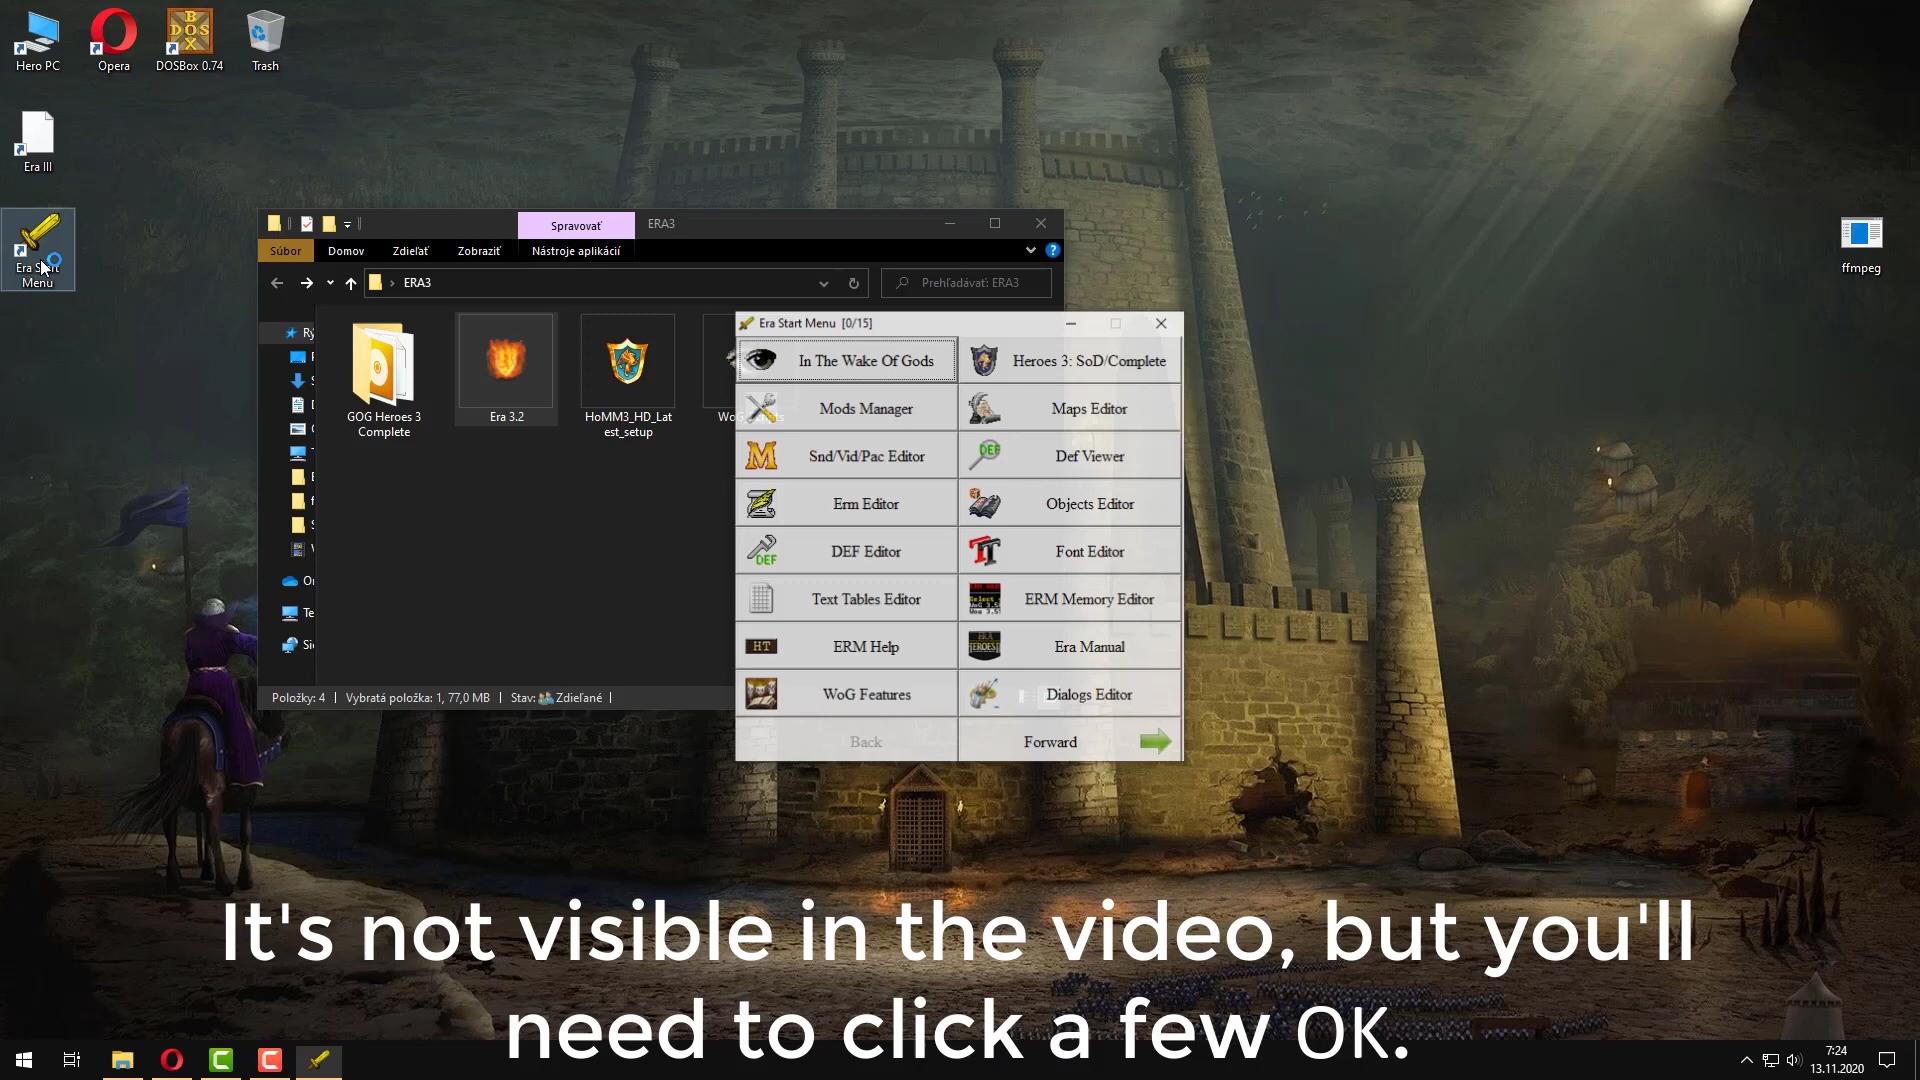 Hero PC
Opera
DOSBox 0.74
Trash
Era III
Era Start
Menu
ffmpeg
Spravovať
ERA3
Súbor
Domov
Zdieľať
Zobraziť
Nástroje aplikácií
ERA3
Prehľadávať: ERA3
GOG Heroes 3
Complete
Era 3.2
HoMM3_HD_Lat
est_setup
Položky: 4
Vybratá položka: 1, 77,0 MB
Stav:
Zdieľané
Era Start Menu [0/15]
In The Wake Of Gods
Heroes 3: SoD/Complete
Mods Manager
Maps Editor
Snd/Vid/Pac Editor
Def Viewer
Erm Editor
Objects Editor
DEF Editor
Font Editor
Text Tables Editor
ERM Memory Editor
ERM Help
Era Manual
WoG Features
Dialogs Editor
Back
Forward
It's not visible in the video, but you'll
need to click a few OK.
7:24
13.11.2020